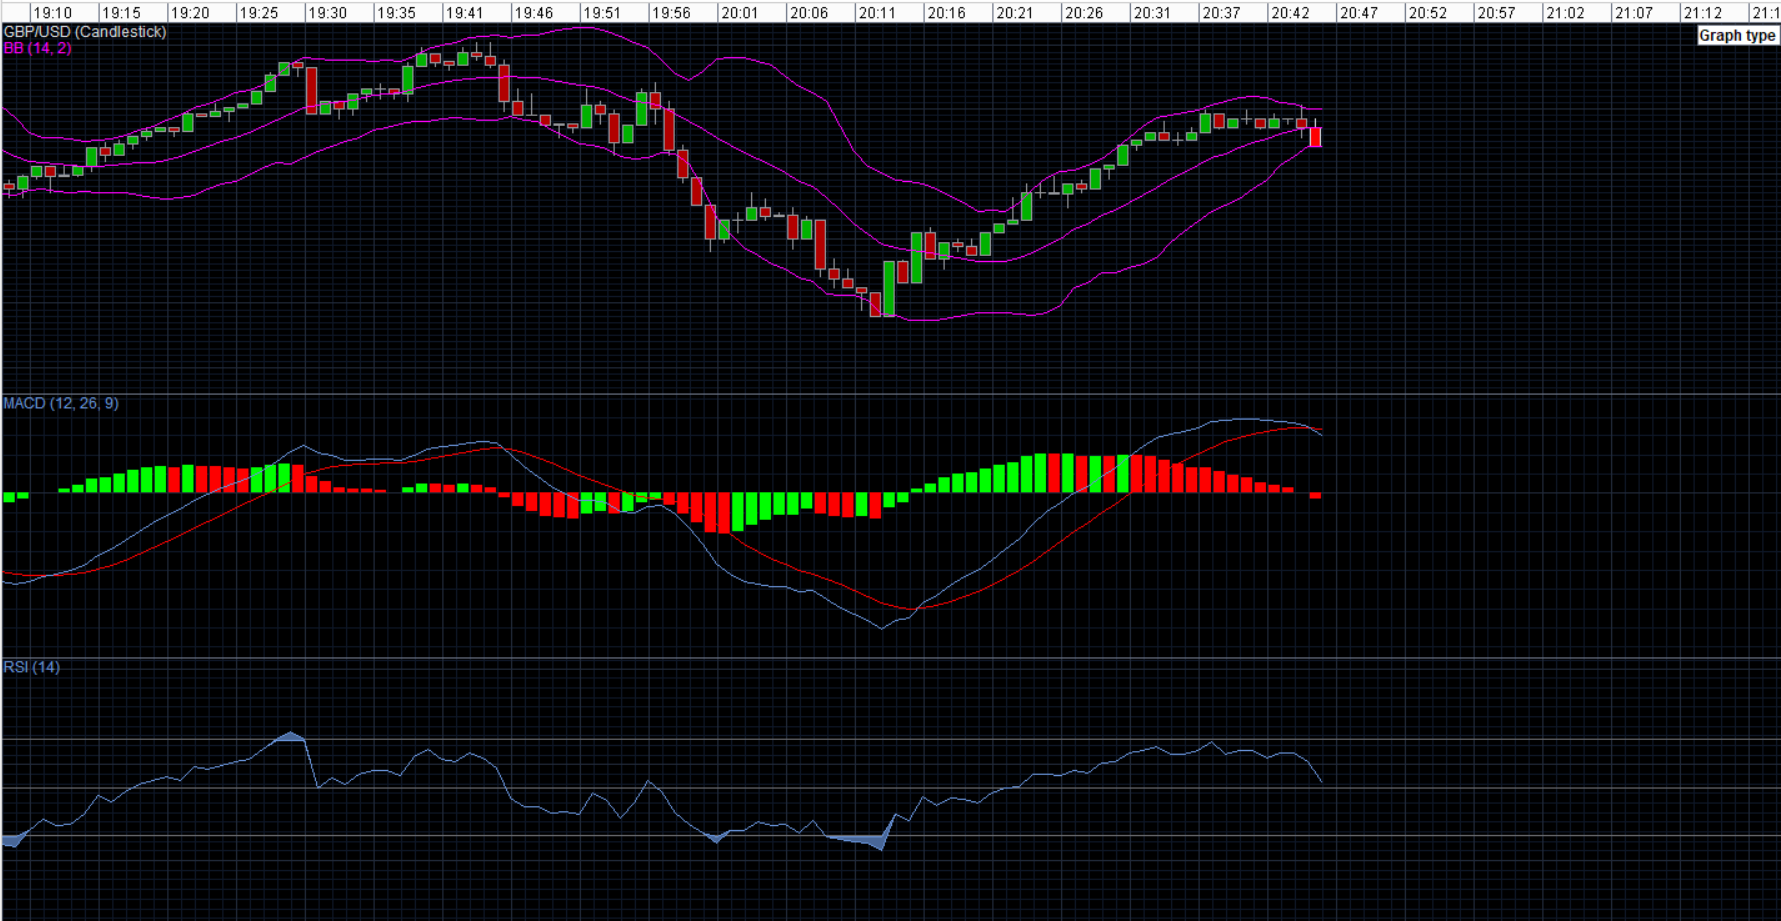 19:10 19:15 19:20 19:25 19:30 19:35 19:41 19:46 19:51 19:56 20:01 20:06 20:11 20:16 20:21 20:26 20:31 20:37 20:42 20:47 20:52 20:57 21:02 21:07 21:12 21:1
GBP/USD (Candlestick)
Graph type
BB (14, 2)
MACD (12, 26, 9)
RSI (14)